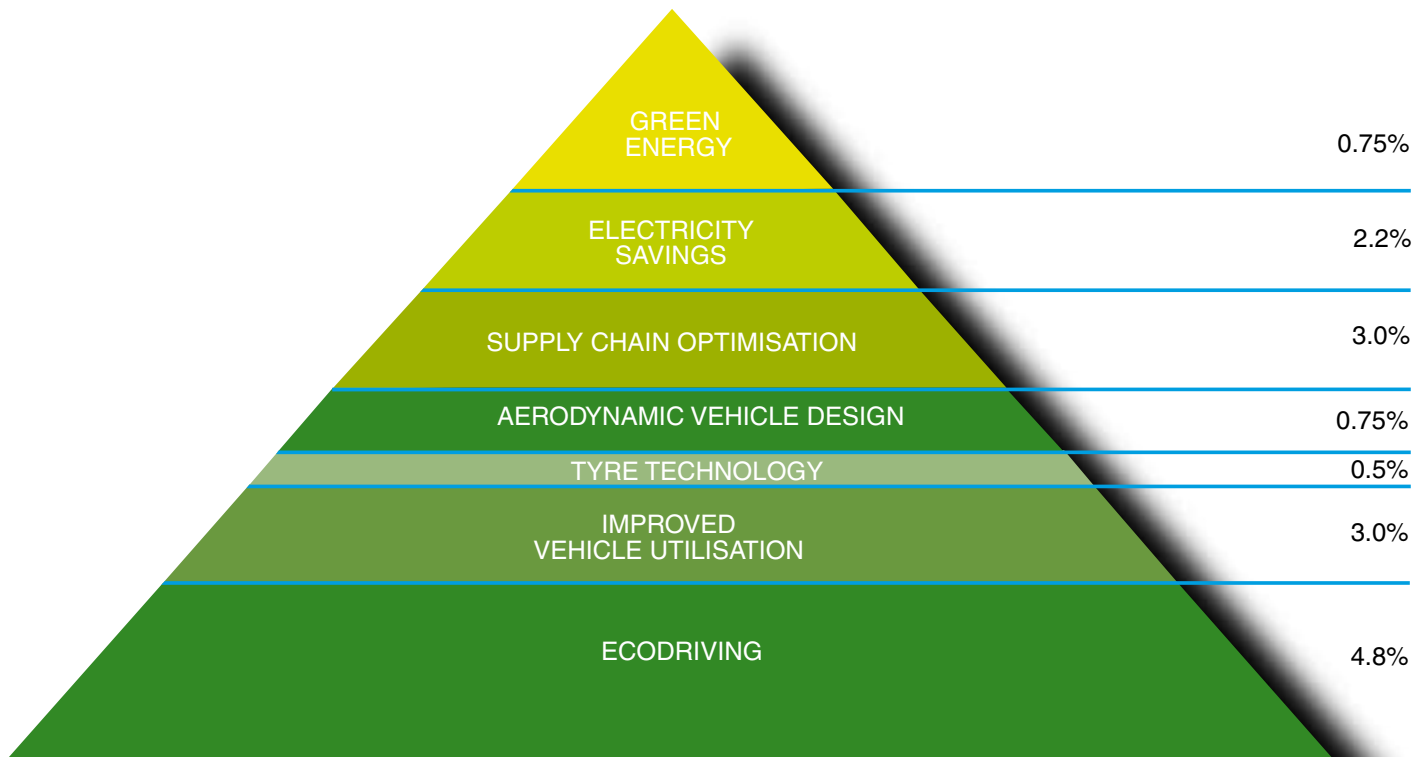 GREEN
ENERGY
0.75%
ELECTRICITY
SAVINGS
2.2%
SUPPLY CHAIN OPTIMISATION
3.0%
AERODYNAMIC VEHICLE DESIGN
0.75%
TYRE TECHNOLOGY
0.5%
IMPROVED
VEHICLE UTILISATION
3.0%
ECODRIVING
4.8%